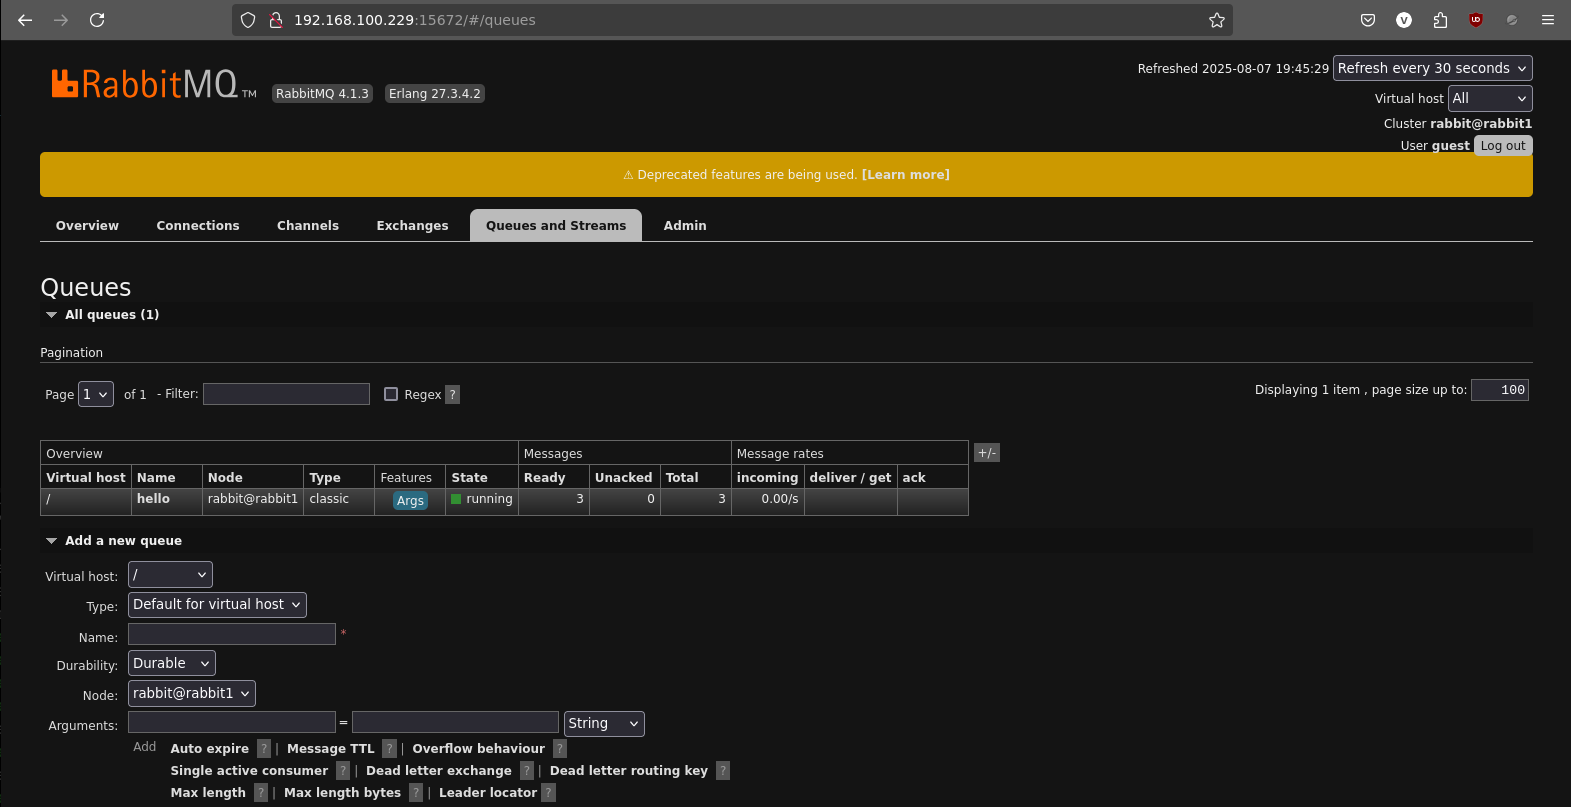 192.168.100.229:15672/#/queues
RabbitMQ TM RabbitMQ 4.1.3 Erlang 27.3.4.2
Refreshed 2025-08-07 19:45:29 Refresh every 30 seconds
Virtual host All
Cluster rabbit@rabbit1
User guest Log out
⚠ Deprecated features are being used. [Learn more]
Overview Connections Channels Exchanges Queues and Streams Admin
Queues
All queues (1)
Pagination
Page 1 of 1 - Filter: Regex ? Displaying 1 item , page size up to: 100
Overview Messages Message rates +/-
Virtual host Name Node Type Features State Ready Unacked Total incoming deliver / get ack
/ hello rabbit@rabbit1 classic Args running 3 0 3 0.00/s
Add a new queue
Virtual host: /
Type: Default for virtual host
Name: *
Durability: Durable
Node: rabbit@rabbit1
Arguments: = String
Add Auto expire ? | Message TTL ? | Overflow behaviour ?
Single active consumer ? | Dead letter exchange ? | Dead letter routing key ?
Max length ? | Max length bytes ? | Leader locator ?